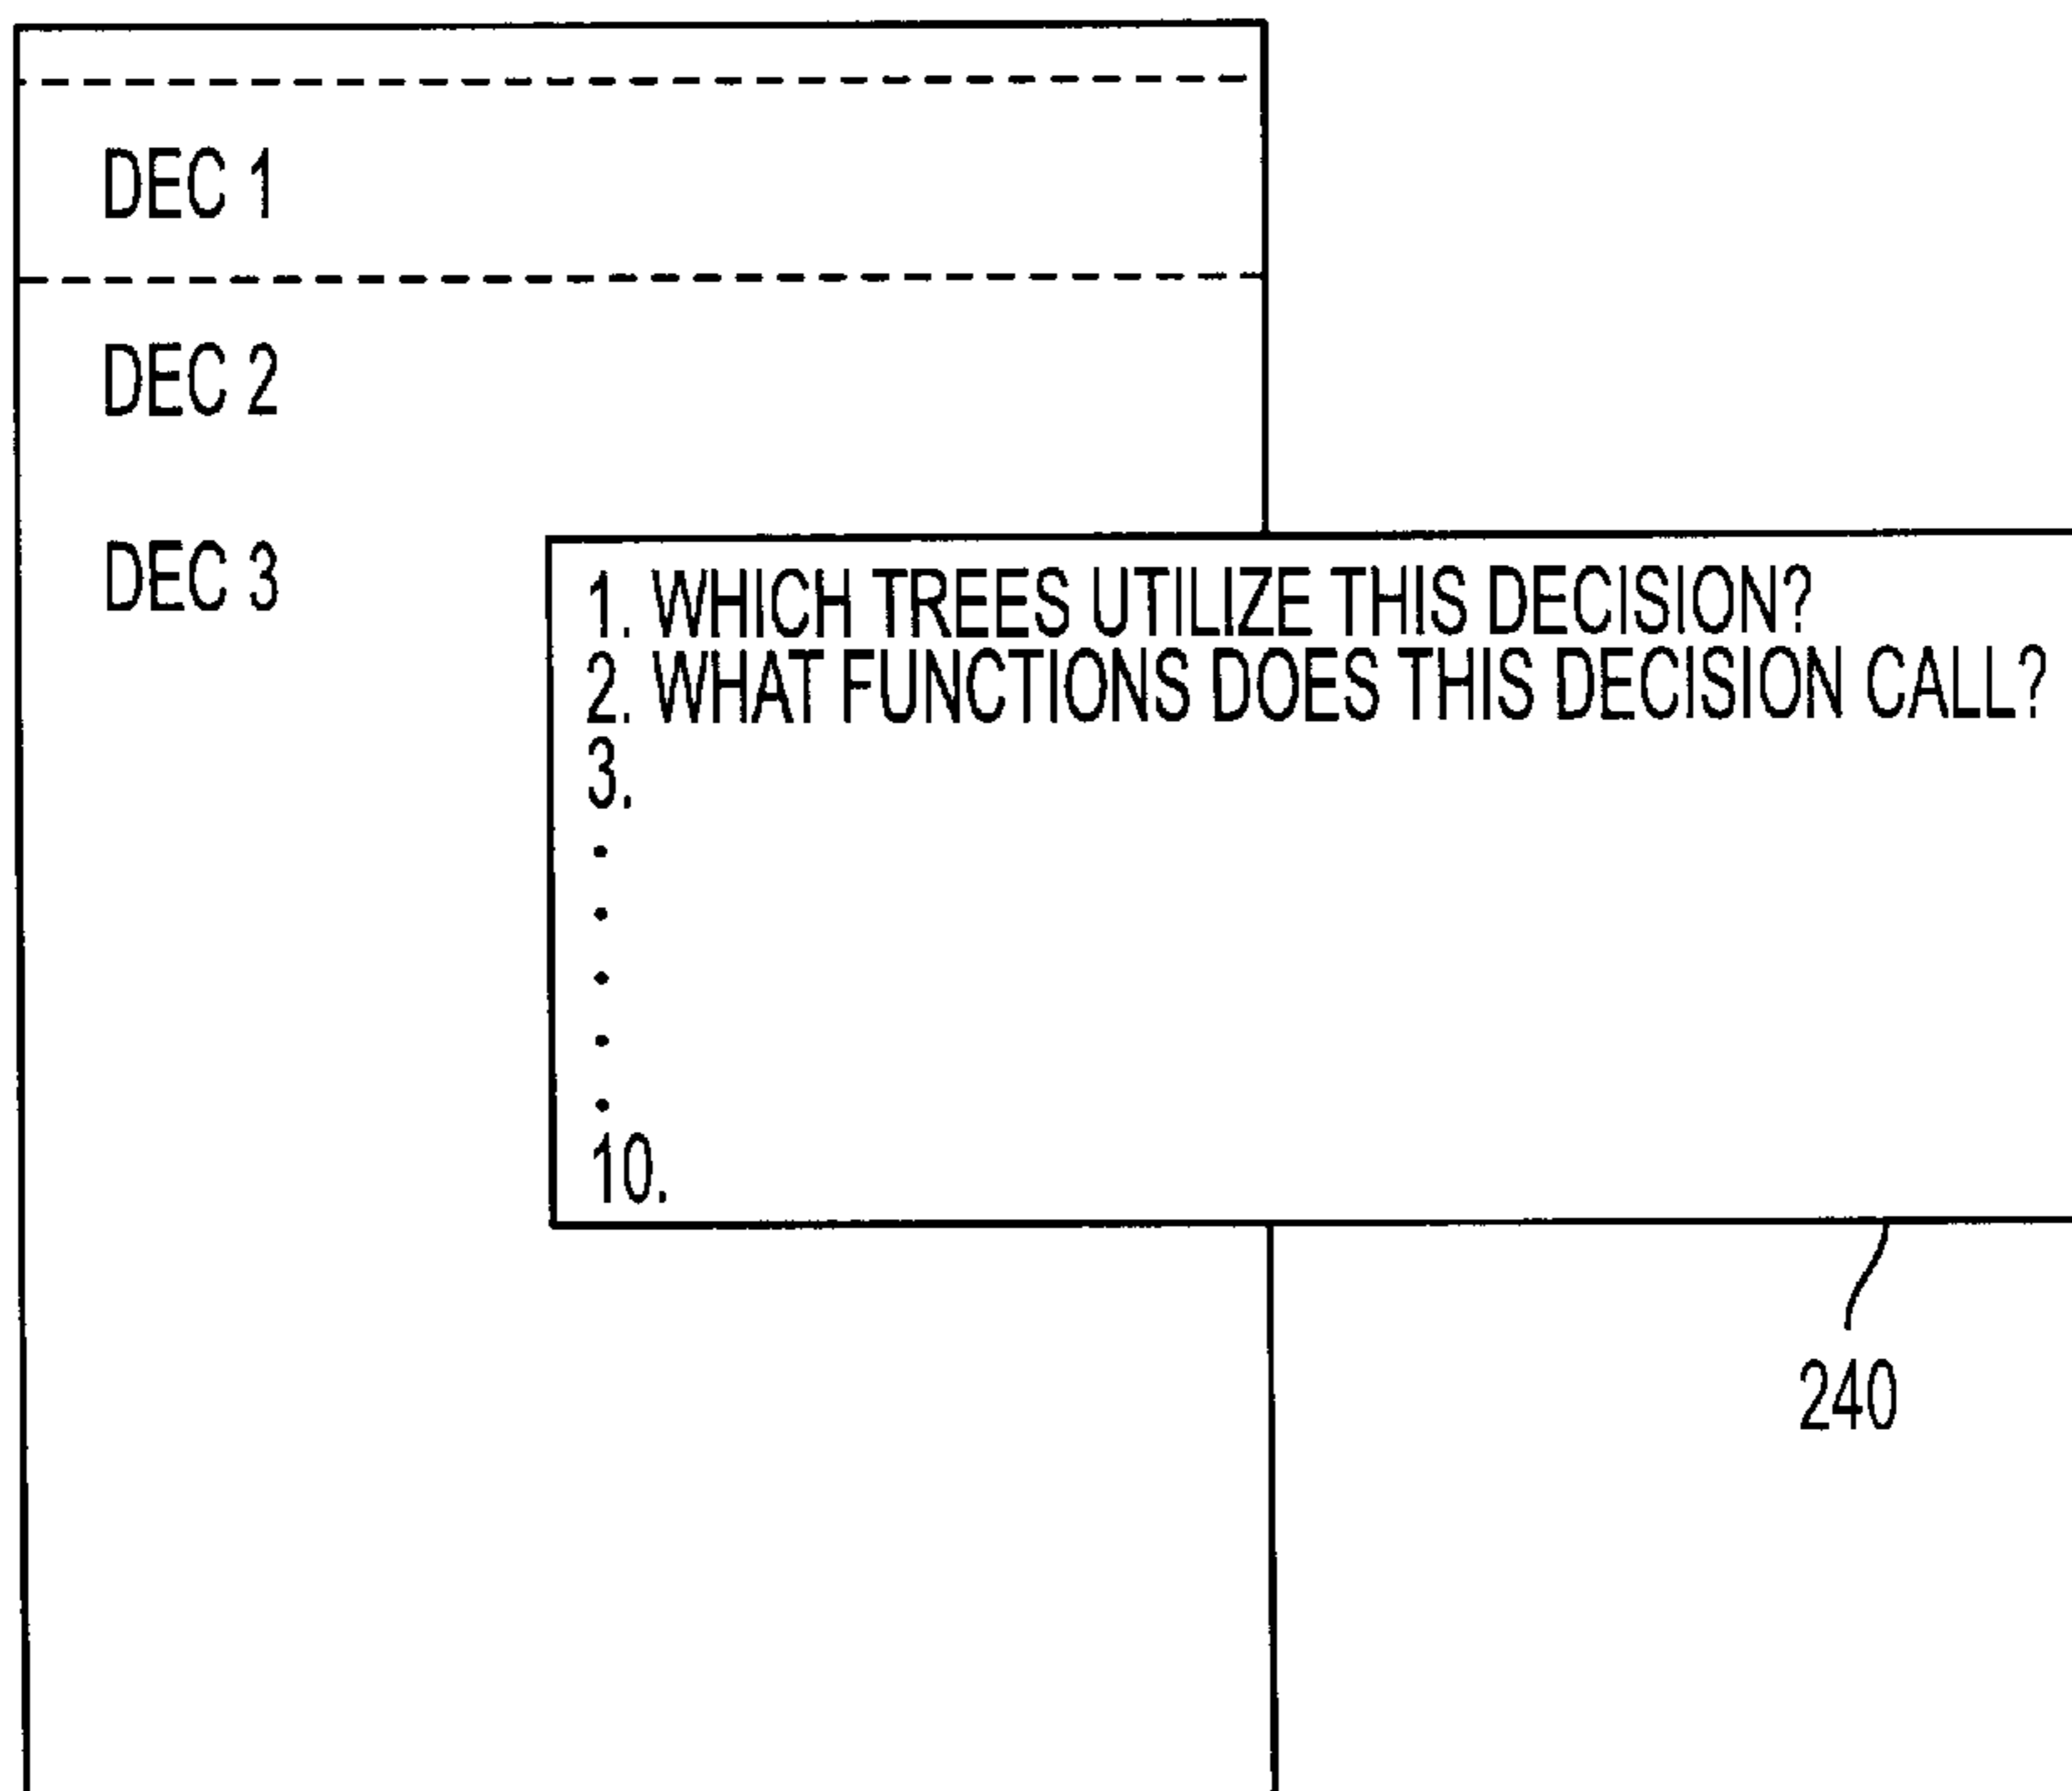 DEC 1
DEC 2
DEC 3
1. WHICH TREES UTILIZE THIS DECISION?
2. WHAT FUNCTIONS DOES THIS DECISION CALL?
3.
.
.
.
.
.
10.
240